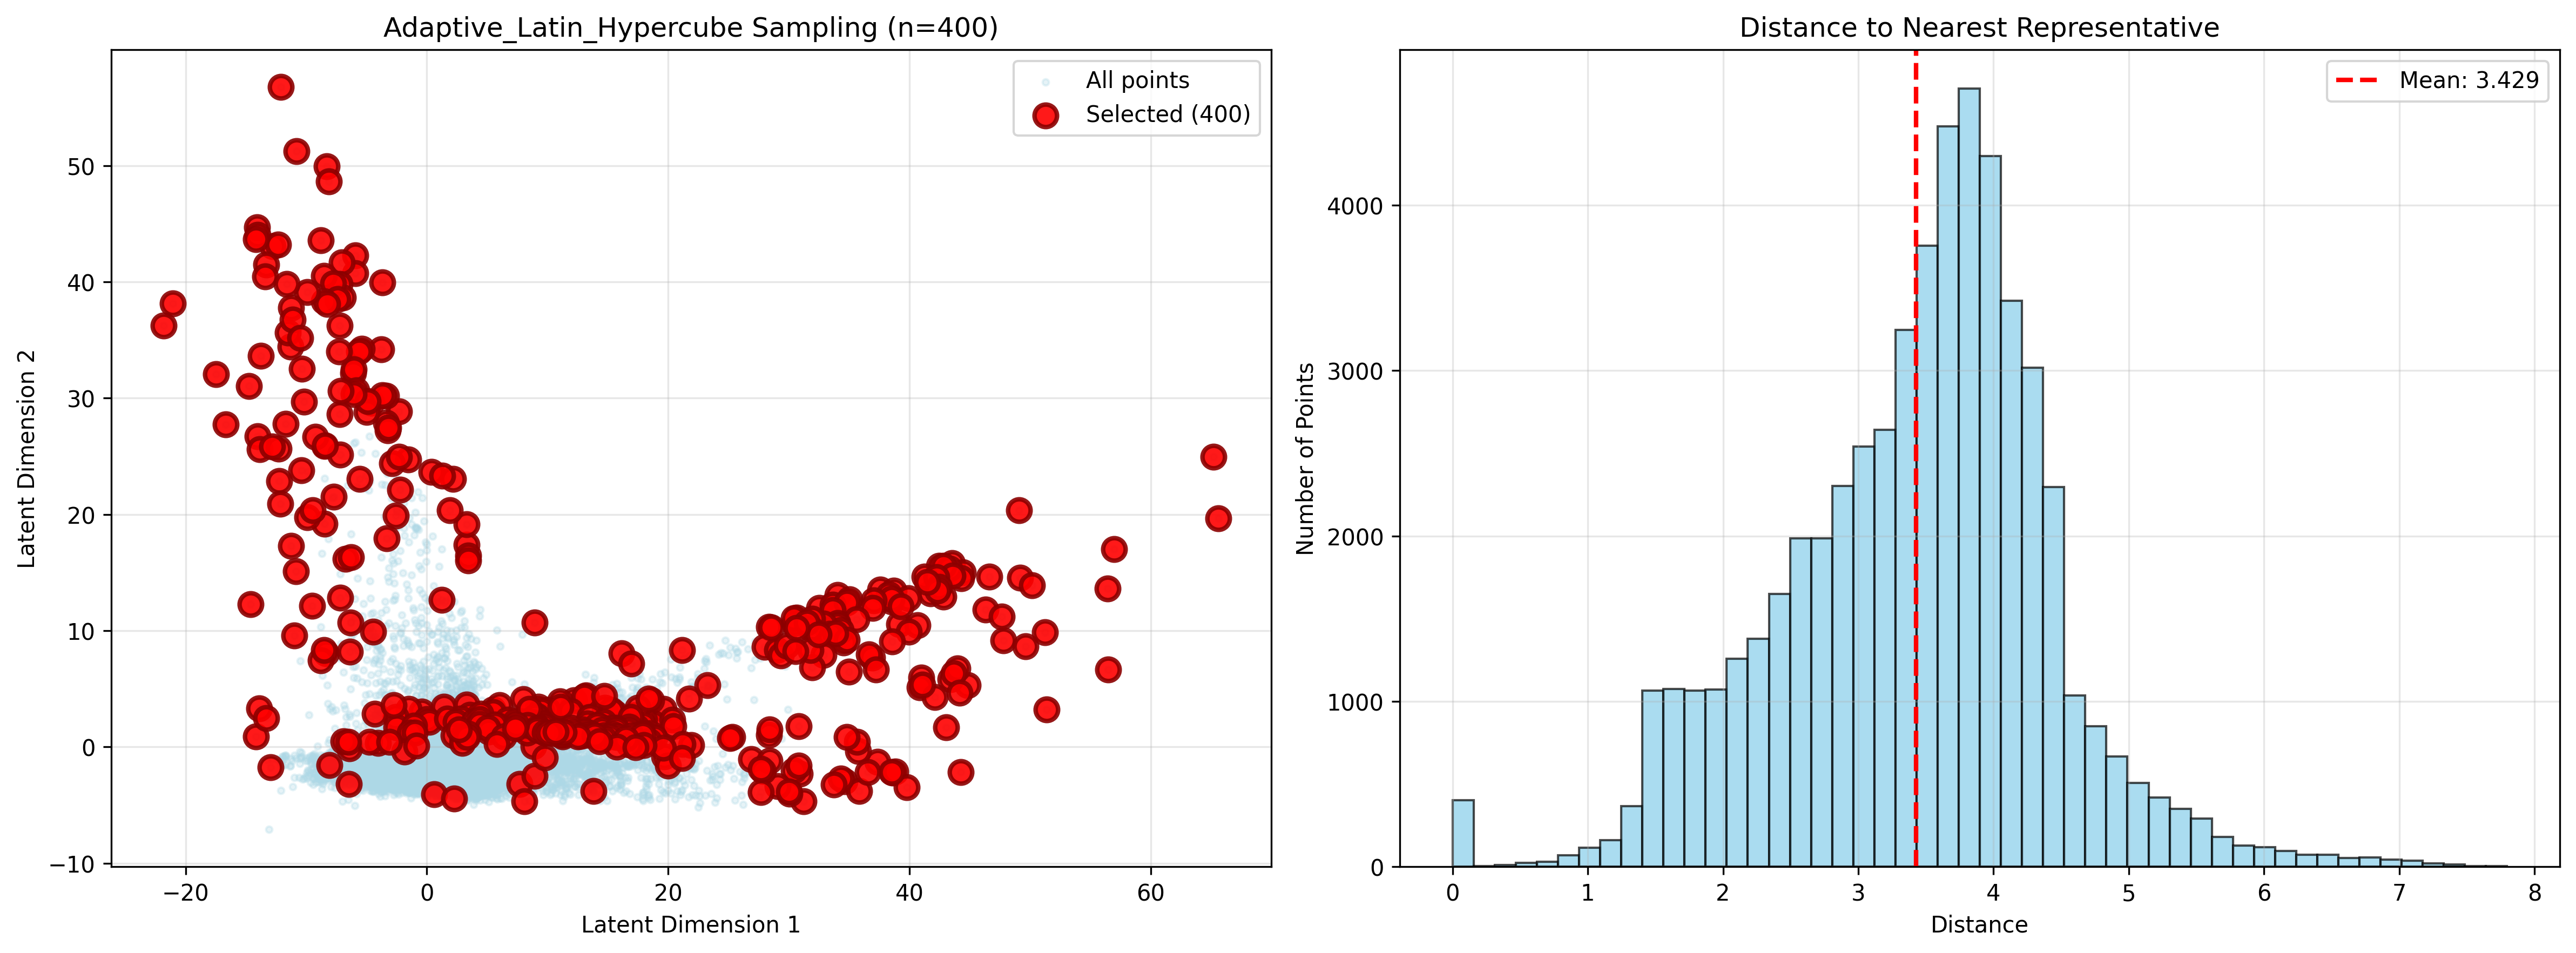 Adaptive_Latin_Hypercube Sampling (n=400)
All points
Selected (400)
Latent Dimension 2
50
40
30
20
10
0
−10
−20
0
20
40
60
Latent Dimension 1
Distance to Nearest Representative
Mean: 3.429
Number of Points
4000
3000
2000
1000
0
0
1
2
3
4
5
6
7
8
Distance